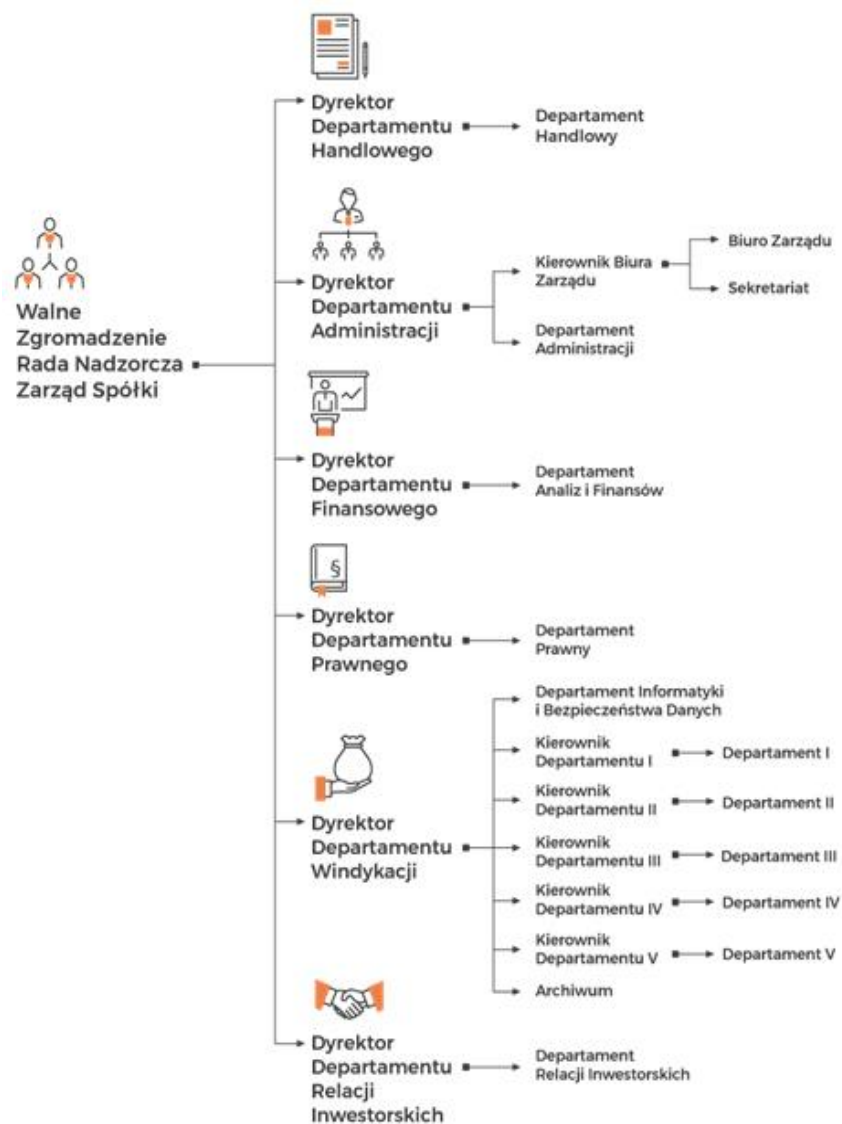 Walne
Zgromadzenie
Rada Nadzorcza
Zarząd Spółki
Dyrektor
Departamentu
Handlowego
Departament
Handlowy
Dyrektor
Departamentu
Administracji
Kierownik Biura
Zarządu
Biuro Zarządu
Sekretariat
Departament
Administracji
Dyrektor
Departamentu
Finansowego
Departament
Analiz i Finansów
§
Dyrektor
Departamentu
Prawnego
Departament
Prawny
Dyrektor
Departamentu
Windykacji
Departament Informatyki
i Bezpieczeństwa Danych
Kierownik
Departamentu I
Departament I
Kierownik
Departamentu II
Departament II
Kierownik
Departamentu III
Departament III
Kierownik
Departamentu IV
Departament IV
Kierownik
Departamentu V
Departament V
Archiwum
Dyrektor
Departamentu
Relacji
Inwestorskich
Departament
Relacji Inwestorskich